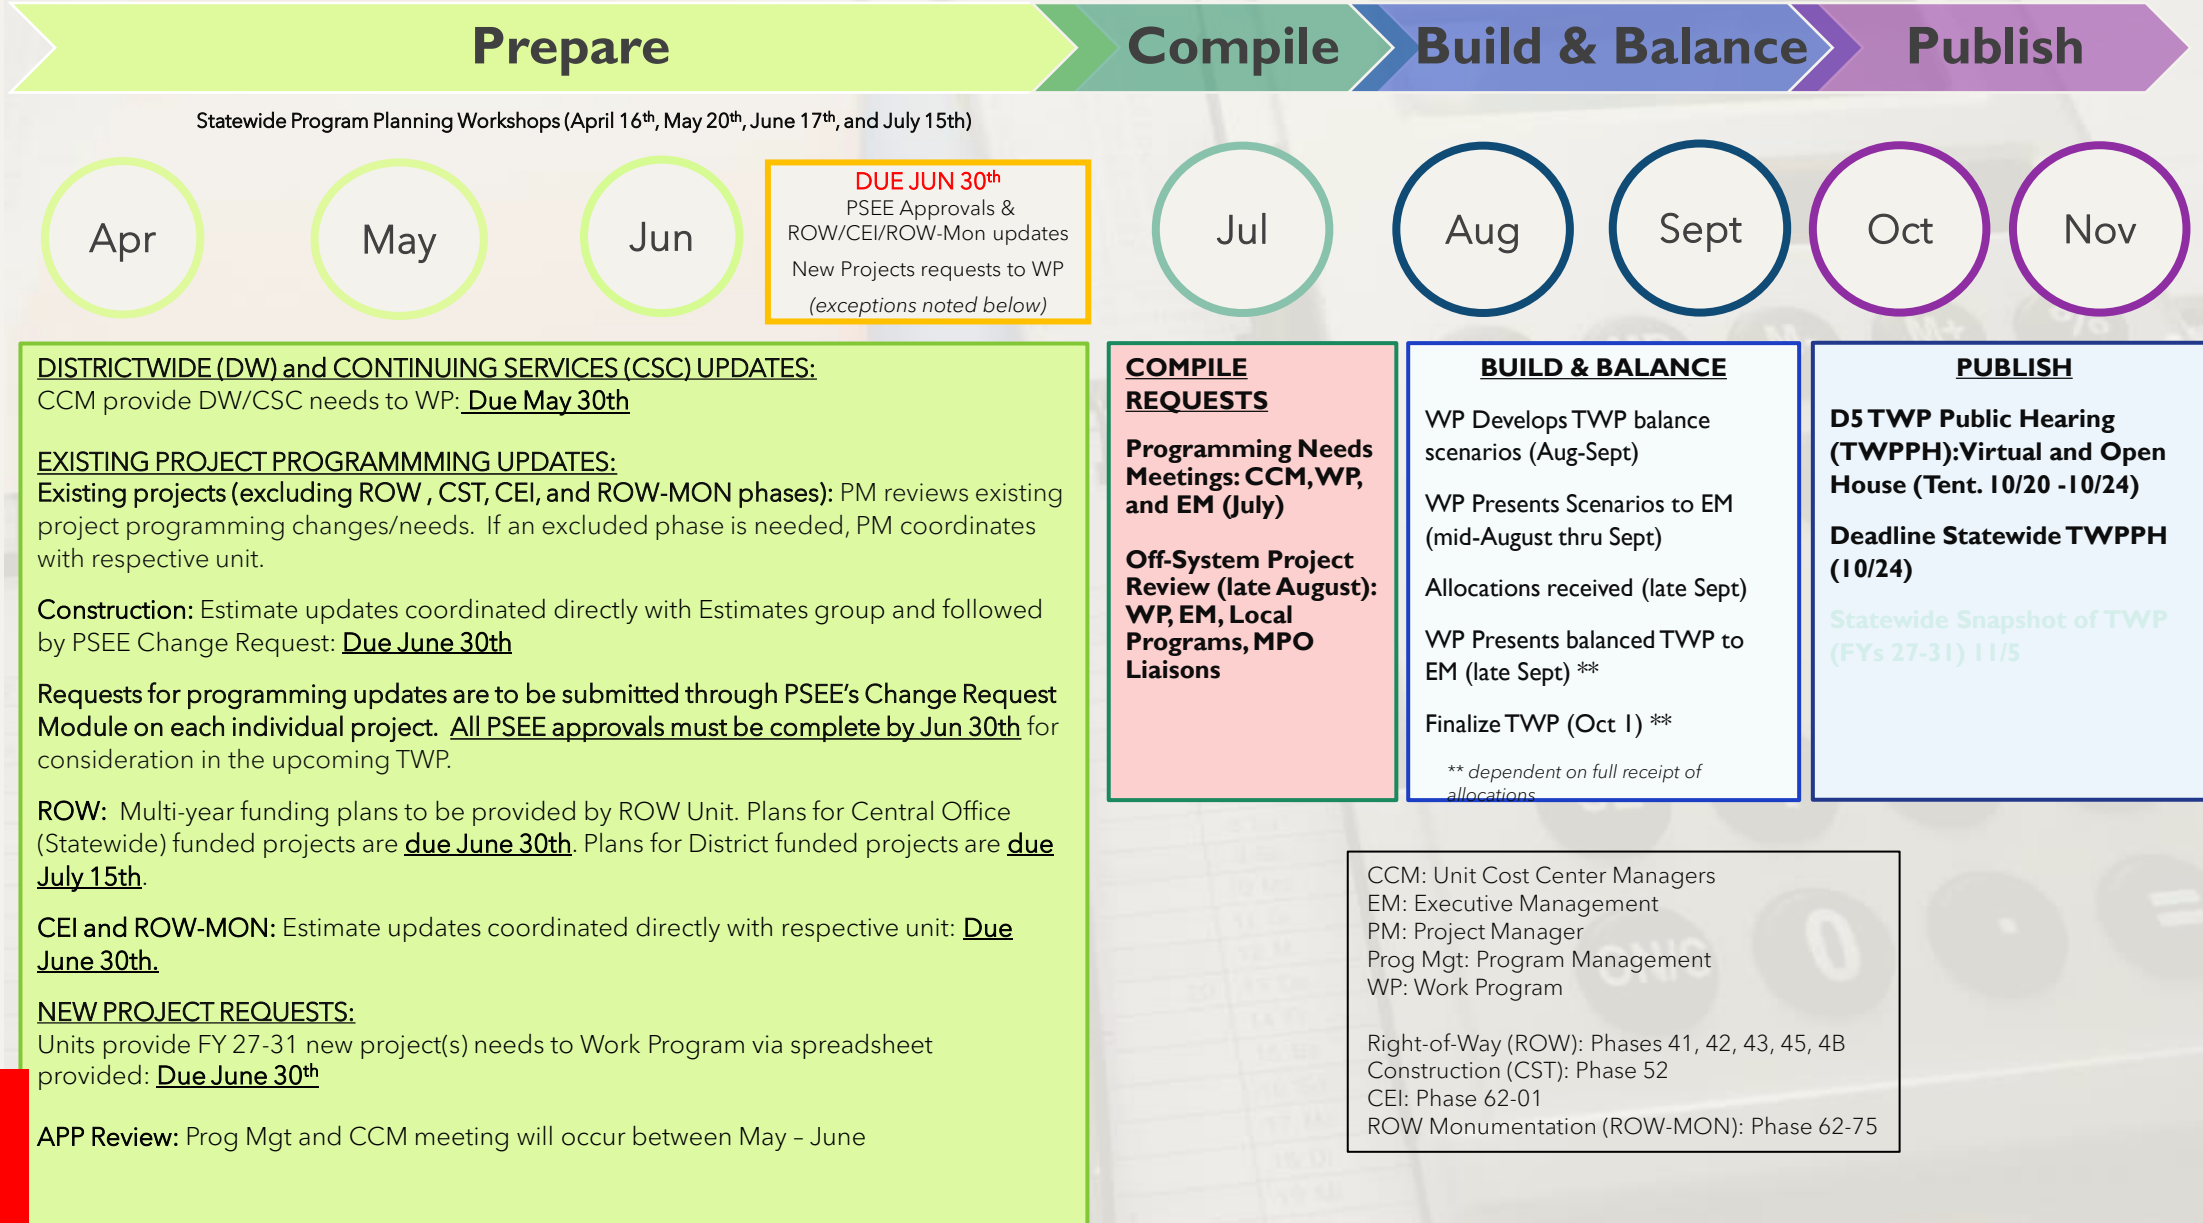 Prepare
Compile
Build & Balance
Publish
Statewide Program Planning Workshops (April 16th, May 20th, June 17th, and July 15th)
Apr
May
Jun
DUE JUN 30th
PSEE Approvals &
ROW/CEI/ROW-Mon updates
New Projects requests to WP
(exceptions noted below)
Jul
Aug
Sept
Oct
Nov
DISTRICTWIDE (DW) and CONTINUING SERVICES (CSC) UPDATES:
CCM provide DW/CSC needs to WP: Due May 30th
EXISTING PROJECT PROGRAMMMING UPDATES:
Existing projects (excluding ROW , CST, CEI, and ROW-MON phases): PM reviews existing
project programming changes/needs. If an excluded phase is needed, PM coordinates
with respective unit.
Construction: Estimate updates coordinated directly with Estimates group and followed
by PSEE Change Request: Due June 30th
Requests for programming updates are to be submitted through PSEE's Change Request
Module on each individual project. All PSEE approvals must be complete by Jun 30th for
consideration in the upcoming TWP.
ROW: Multi-year funding plans to be provided by ROW Unit. Plans for Central Office
(Statewide) funded projects are due June 30th. Plans for District funded projects are due
July 15th.
CEI and ROW-MON: Estimate updates coordinated directly with respective unit: Due
June 30th.
NEW PROJECT REQUESTS:
Units provide FY 27-31 new project(s) needs to Work Program via spreadsheet
provided: Due June 30th
APP Review: Prog Mgt and CCM meeting will occur between May – June
COMPILE
REQUESTS
Programming Needs
Meetings: CCM, WP,
and EM (July)
Off-System Project
Review (late August):
WP, EM, Local
Programs, MPO
Liaisons
BUILD & BALANCE
WP Develops TWP balance
scenarios (Aug-Sept)
WP Presents Scenarios to EM
(mid-August thru Sept)
Allocations received (late Sept)
WP Presents balanced TWP to
EM (late Sept) **
Finalize TWP (Oct 1) **
** dependent on full receipt of
allocations
PUBLISH
D5 TWP Public Hearing
(TWPPH):Virtual and Open
House (Tent. 10/20 -10/24)
Deadline Statewide TWPPH
(10/24)
Statewide Snapshot of TWP
(FYs 27-31) 11/5
CCM: Unit Cost Center Managers
EM: Executive Management
PM: Project Manager
Prog Mgt: Program Management
WP: Work Program
Right-of-Way (ROW): Phases 41, 42, 43, 45, 4B
Construction (CST): Phase 52
CEI: Phase 62-01
ROW Monumentation (ROW-MON): Phase 62-75
ON/C
0
=